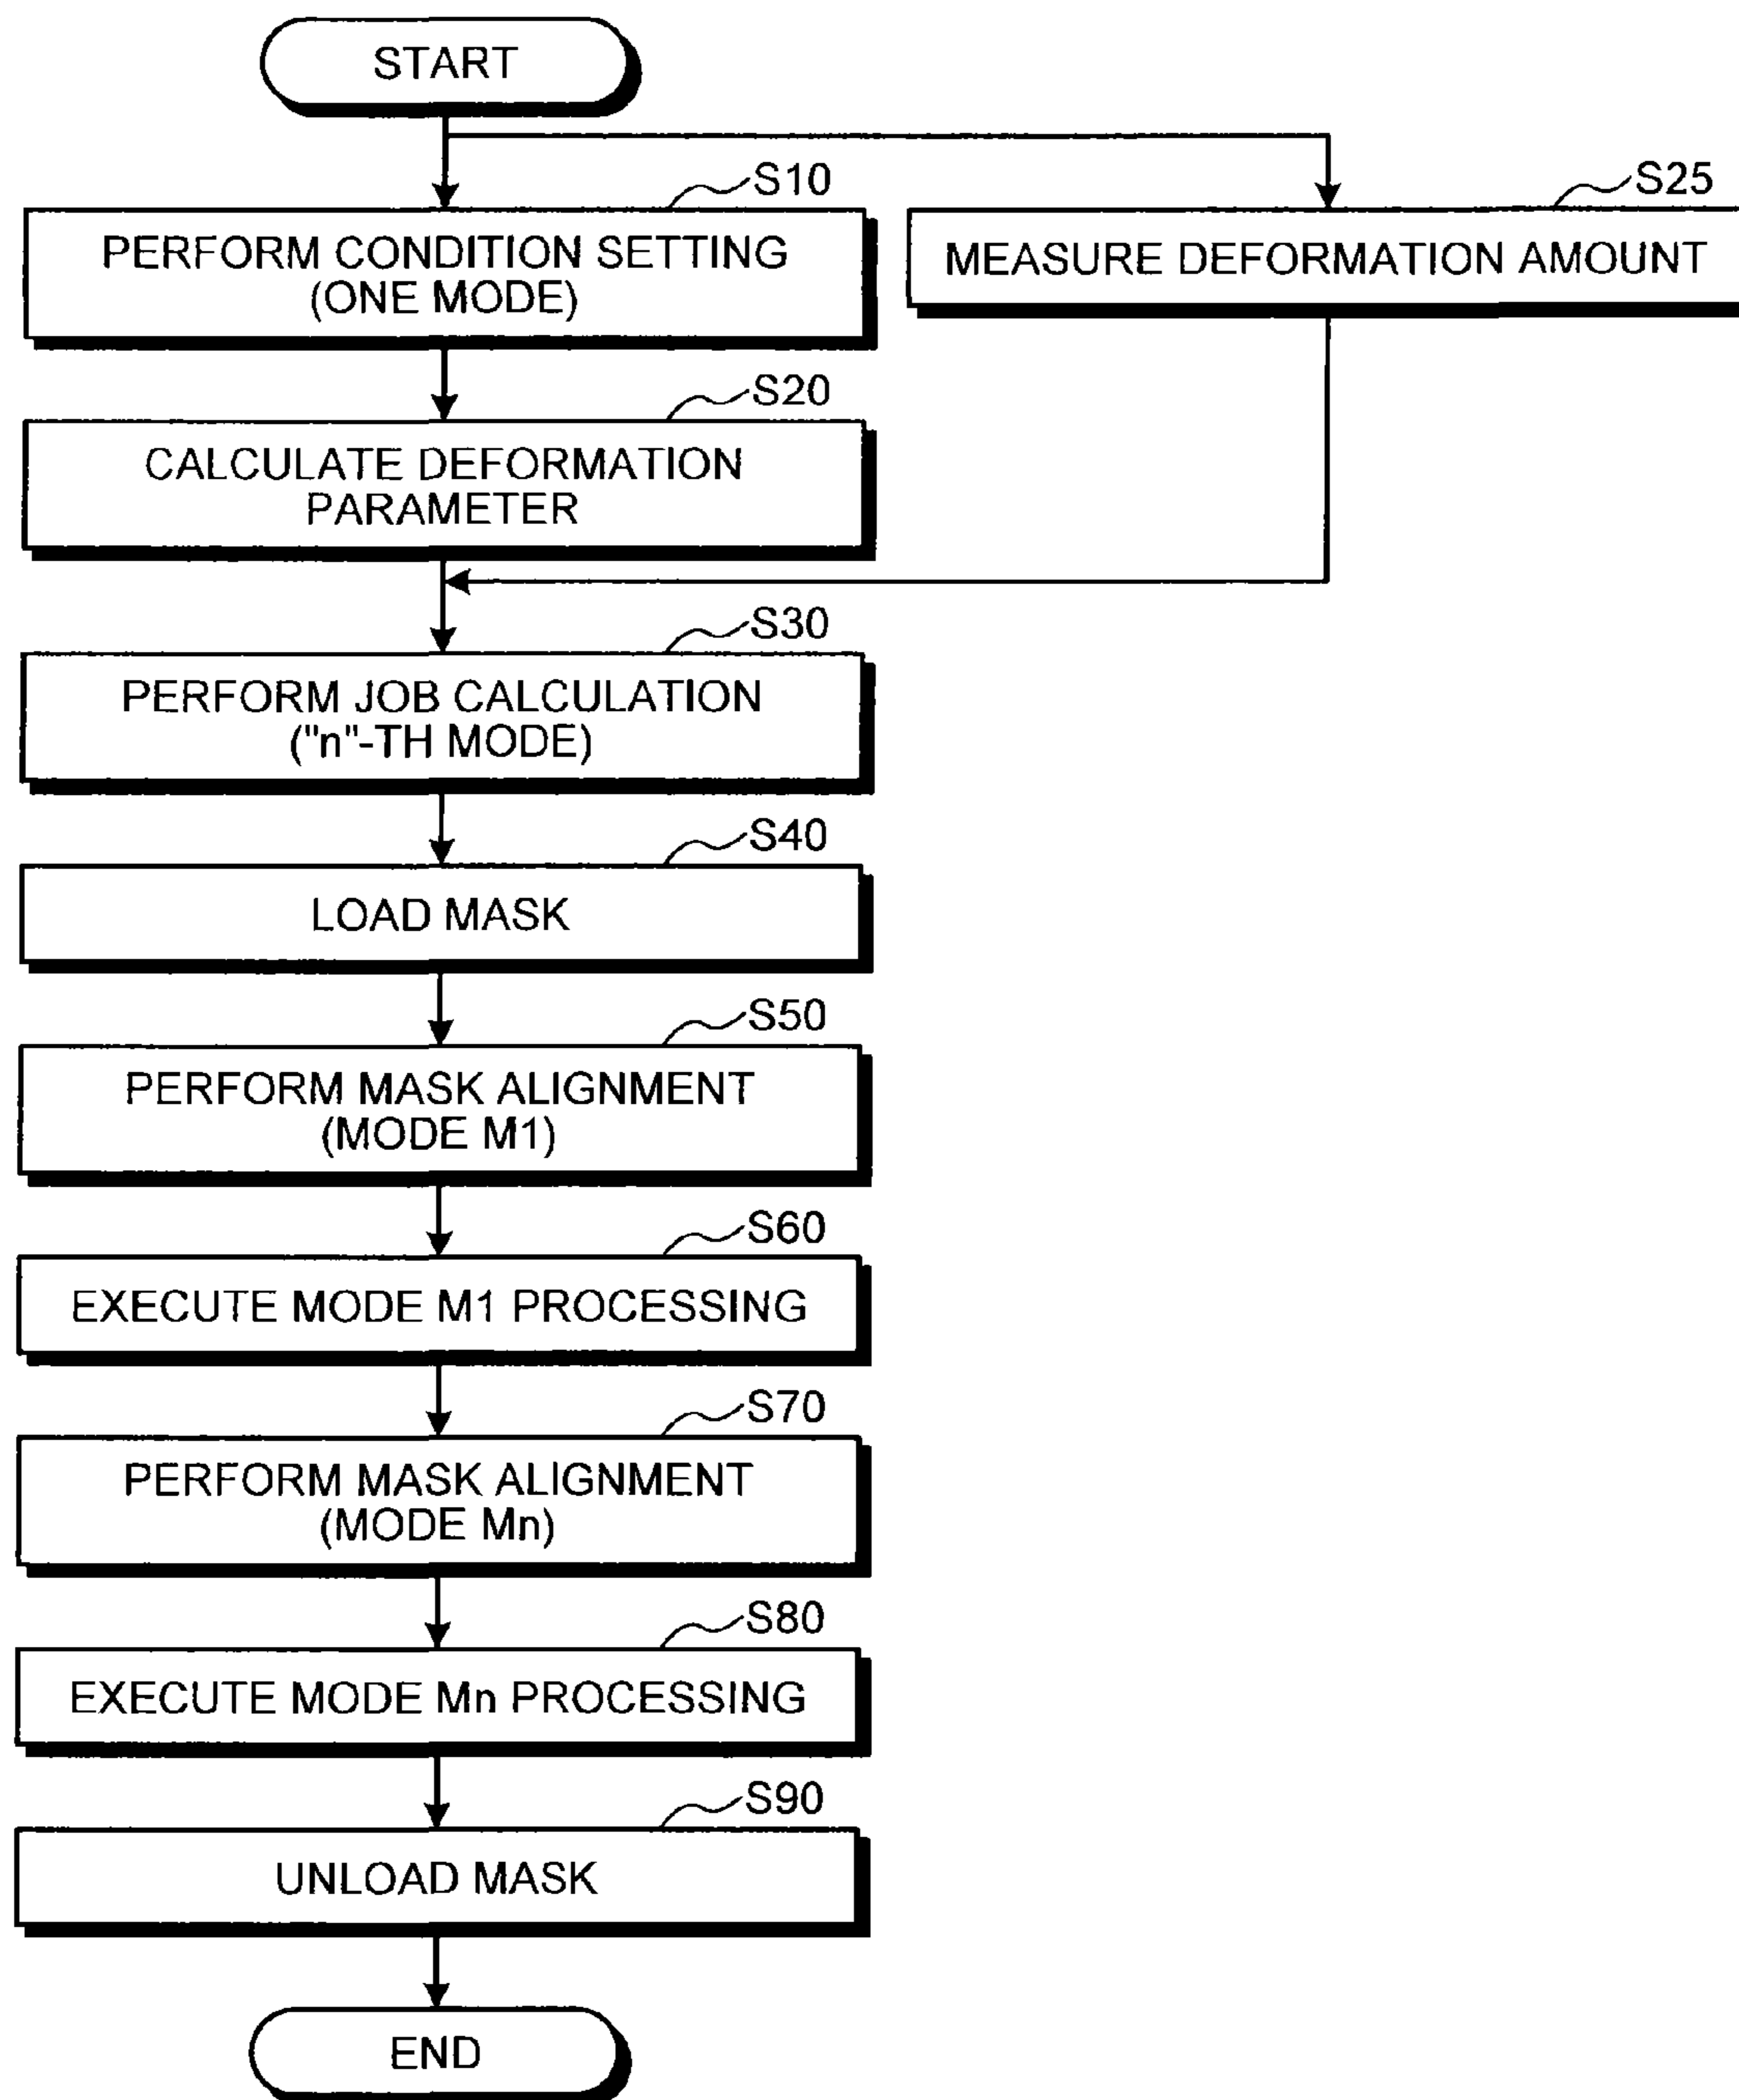 START
S10
PERFORM CONDITION SETTING
(ONE MODE)
S25
MEASURE DEFORMATION AMOUNT
S20
CALCULATE DEFORMATION
PARAMETER
S30
PERFORM JOB CALCULATION
("n"-TH MODE)
S40
LOAD MASK
S50
PERFORM MASK ALIGNMENT
(MODE M1)
S60
EXECUTE MODE M1 PROCESSING
S70
PERFORM MASK ALIGNMENT
(MODE Mn)
S80
EXECUTE MODE Mn PROCESSING
S90
UNLOAD MASK
END